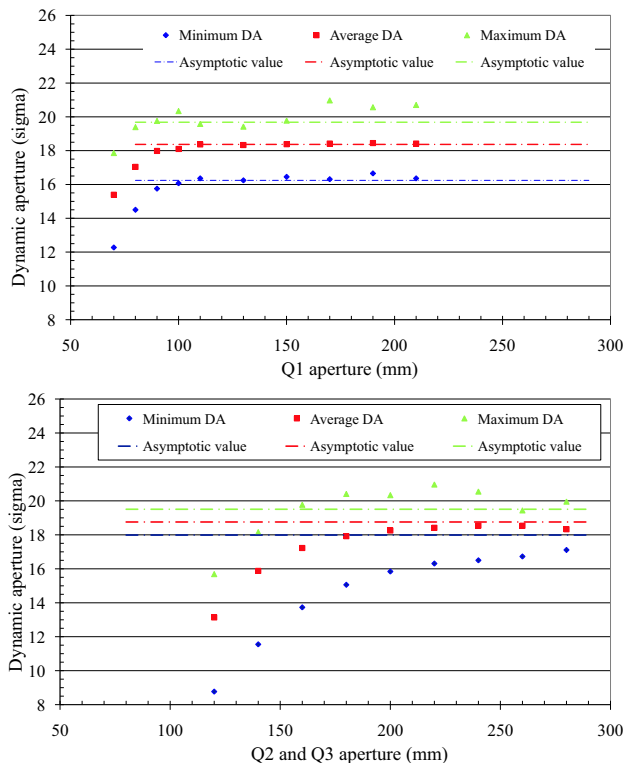 26
24
22
20
18
16
14
12
10
8
Dynamic aperture (sigma)
Minimum DA Average DA Maximum DA
Asymptotic value Asymptotic value Asymptotic value
50 100 150 200 250 300
Q1 aperture (mm)
26
24
22
20
18
16
14
12
10
8
Dynamic aperture (sigma)
Minimum DA Average DA Maximum DA
Asymptotic value Asymptotic value Asymptotic value
50 100 150 200 250 300
Q2 and Q3 aperture (mm)